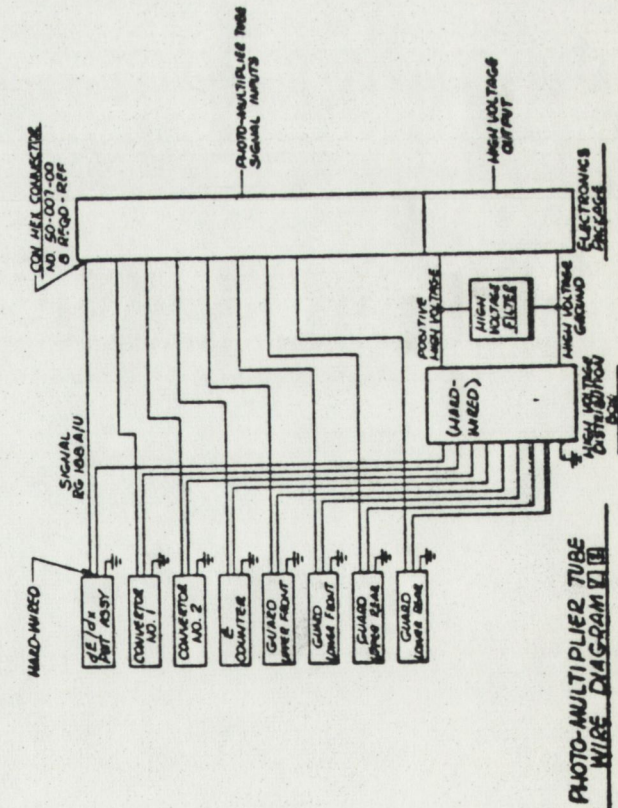 HARD-WIRED
SIGNAL
RG 188 A/U
CON HEX CONNECTOR
NO. 50-007-00
8 REQD - REF
PHOTO-MULTIPLIER TUBE
SIGNAL INPUTS
dE/dx
PMT ASSY
CONVERTOR
NO. 1
CONVERTOR
NO. 2
E
COUNTER
GUARD
UPPER FRONT
GUARD
LOWER FRONT
GUARD
UPPER REAR
GUARD
LOWER REAR
(HARD-
WIRED)
HIGH VOLTAGE
DISTRIBUTION
BOX
POSITIVE
HIGH VOLTAGE
HIGH
VOLTAGE
FILTER
HIGH VOLTAGE
GROUND
HIGH VOLTAGE
OUTPUT
ELECTRONICS
PACKAGE
PHOTO-MULTIPLIER TUBE
WIRE DIAGRAM